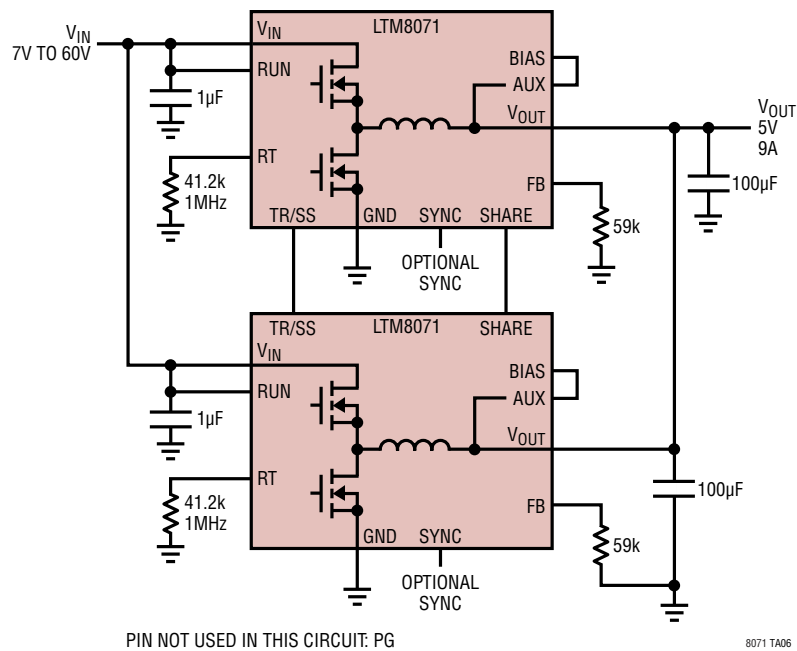 VIN
7V TO 60V
1µF
41.2k
1MHz
VIN
LTM8071
RUN
BIAS
AUX
VOUT
RT
FB
TR/SS
GND
SYNC
SHARE
OPTIONAL
SYNC
59k
VOUT
5V
9A
100µF
TR/SS
LTM8071
SHARE
VIN
BIAS
RUN
AUX
1µF
VOUT
RT
41.2k
1MHz
FB
GND
SYNC
OPTIONAL
SYNC
59k
100µF
PIN NOT USED IN THIS CIRCUIT: PG
8071 TA06